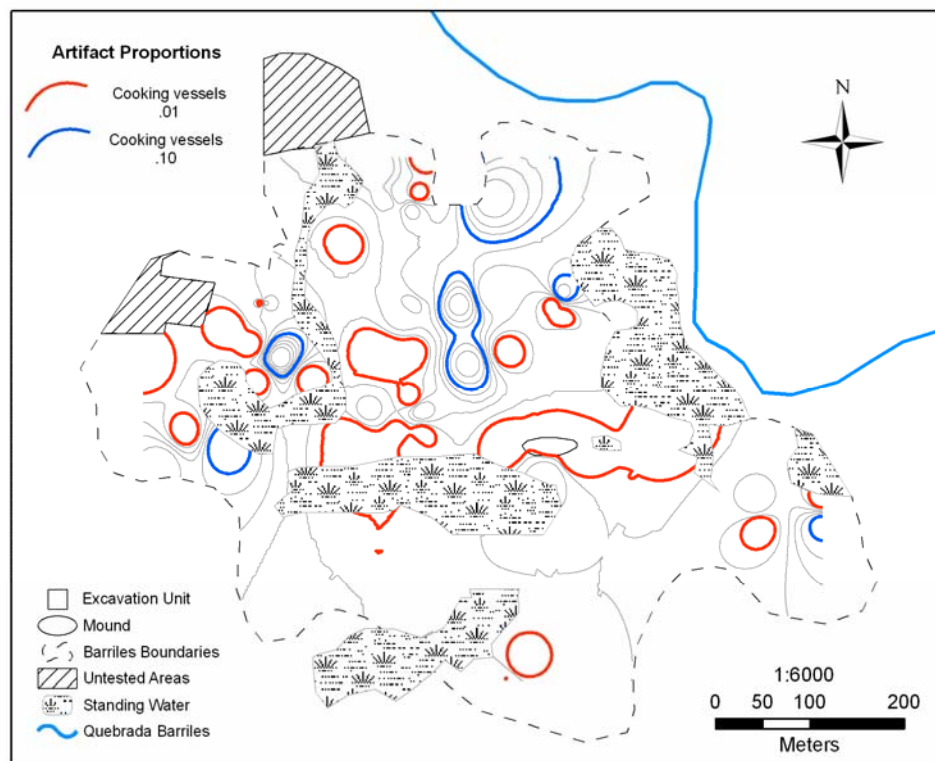 Artifact Proportions
Cooking vessels
.01
Cooking vessels
.10
N
Excavation Unit
Mound
Barriles Boundaries
Untested Areas
Standing Water
Quebrada Barriles
1:6000
0 50 100 200
Meters